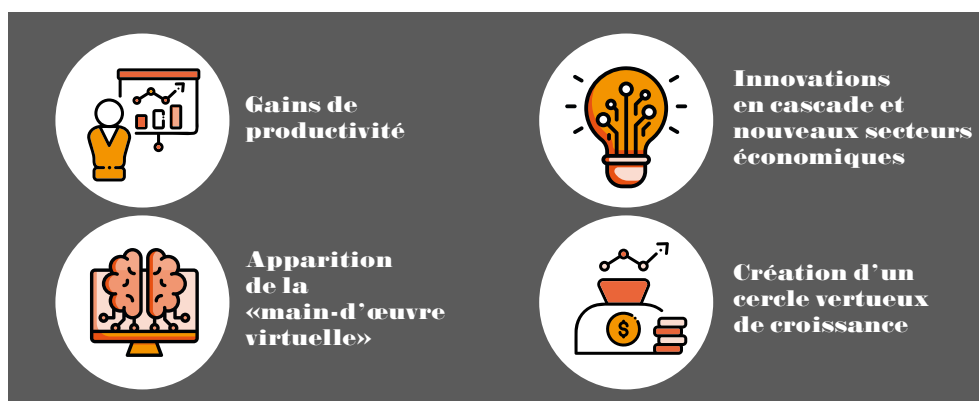 Gains de
productivité
Innovations
en cascade et
nouveaux secteurs
économiques
Apparition
de la
«main-d’œuvre
virtuelle»
Création d’un
cercle vertueux
de croissance
$